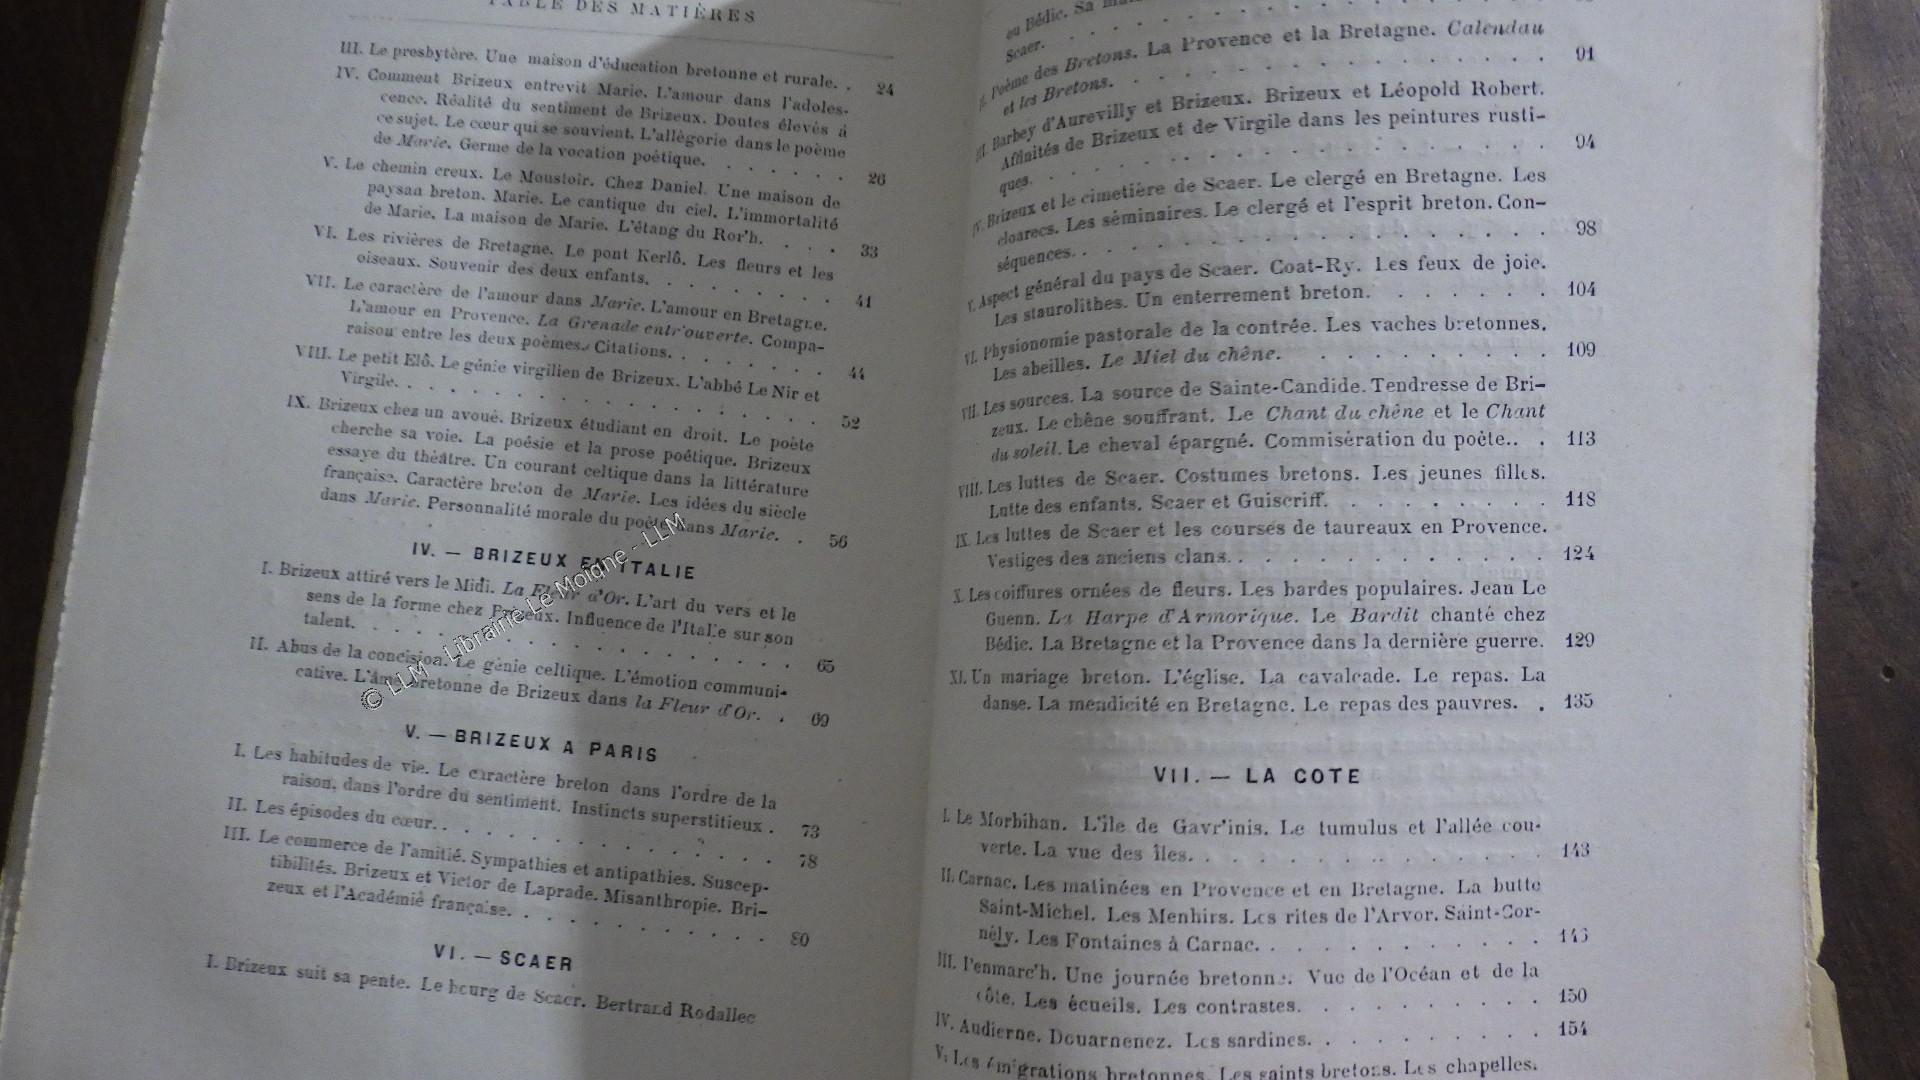 TABLE DES MATIÈRES
III. Le presbytère. Une maison d'éducation bretonne et rurale. . 24
IV. Comment Brizeux entrevit Marie. L'amour dans l'adoles-
cence. Réalité du sentiment de Brizeux. Doutes élevés à
ce sujet. Le cœur qui se souvient. L'allégorie dans le poème
de Marie. Germe de la vocation poétique. . . . . . . 26
V. Le chemin creux. Le Moustoir. Chez Daniel. Une maison de
paysan breton. Marie. Le cantique du ciel. L'immortalité
de Marie. La maison de Marie. L'étang du Ror'h. . . . 33
VI. Les rivières de Bretagne. Le pont Kerlô. Les fleurs et les
oiseaux. Souvenir des deux enfants. . . . . . . . . 41
VII. Le caractère de l'amour dans Marie. L'amour en Bretagne.
L'amour en Provence. La Grenade entr'ouverte. Compa-
raison entre les deux poèmes. Citations. . . . . . . . 44
VIII. Le petit Elô. Le génie virgilien de Brizeux. L'abbé Le Nir et
Virgile. . . . . . . . . . . . . . . . . . 52
IX. Brizeux chez un avoué. Brizeux étudiant en droit. Le poète
cherche sa voie. La poésie et la prose poétique. Brizeux
essaye du théâtre. Un courant celtique dans la littérature
française. Caractère breton de Marie. Les idées du siècle
dans Marie. Personnalité morale du poète dans Marie. . 56
IV. — BRIZEUX EN ITALIE
I. Brizeux attiré vers le Midi. La Fleur d'Or. L'art du vers et le
sens de la forme chez Brizeux. Influence de l'Italie sur son
talent. . . . . . . . . . . . . . . . . . 65
II. Abus de la concision. Le génie celtique. L'émotion communi-
cative. L'âme bretonne de Brizeux dans la Fleur d'Or. . 69
V. — BRIZEUX A PARIS
I. Les habitudes de vie. Le caractère breton dans l'ordre de la
raison, dans l'ordre du sentiment. Instincts superstitieux . 73
II. Les épisodes du cœur. . . . . . . . . . . . . . 78
III. Le commerce de l'amitié. Sympathies et antipathies. Suscep-
tibilités. Brizeux et Victor de Laprade. Misanthropie. Bri-
zeux et l'Académie française. . . . . . . . . . . 80
VI. — SCAER
I. Brizeux suit sa pente. Le bourg de Scaer. Bertrand Rodallec
ou Bédic. Sa
Scaer. . . . . . . . . . . . . . . . . . .
II. Poème des Bretons. La Provence et la Bretagne. Calendau
et les Bretons. . . . . . . . . . . . . . . . 91
III. Barbey d'Aurevilly et Brizeux. Brizeux et Léopold Robert.
Affinités de Brizeux et de Virgile dans les peintures rusti-
ques. . . . . . . . . . . . . . . . . . . 94
IV. Brizeux et le cimetière de Scaer. Le clergé en Bretagne. Les
cloarecs. Les séminaires. Le clergé et l'esprit breton. Con-
séquences. . . . . . . . . . . . . . . . . . 98
V. Aspect général du pays de Scaer. Coat-Ry. Les feux de joie.
Les staurolithes. Un enterrement breton. . . . . . . 104
VI. Physionomie pastorale de la contrée. Les vaches bretonnes.
Les abeilles. Le Miel du chêne. . . . . . . . . . 109
VII. Les sources. La source de Sainte-Candide. Tendresse de Bri-
zeux. Le chêne souffrant. Le Chant du chêne et le Chant
du soleil. Le cheval épargné. Commisération du poète.. . 113
VIII. Les luttes de Scaer. Costumes bretons. Les jeunes filles.
Lutte des enfants. Scaer et Guiscriff. . . . . . . . . 118
IX. Les luttes de Scaer et les courses de taureaux en Provence.
Vestiges des anciens clans. . . . . . . . . . . . . 124
X. Les coiffures ornées de fleurs. Les bardes populaires. Jean Le
Guenn. La Harpe d'Armorique. Le Bardit chanté chez
Bédic. La Bretagne et la Provence dans la dernière guerre. 129
XI. Un mariage breton. L'église. La cavalcade. Le repas. La
danse. La mendicité en Bretagne. Le repas des pauvres. . 135
VII. — LA COTE
I. Le Morbihan. L'île de Gavr'inis. Le tumulus et l'allée cou-
verte. La vue des îles. . . . . . . . . . . . . . 143
II. Carnac. Les matinées en Provence et en Bretagne. La butte
Saint-Michel. Les Menhirs. Les rites de l'Arvor. Saint-Cor-
nély. Les Fontaines à Carnac. . . . . . . . . . .
III. Penmarc'h. Une journée bretonne. Vue de l'Océan et de la
côte. Les écueils. Les contrastes. . . . . . . . . . 150
IV. Audierne. Douarnenez. Les sardines. . . . . . . . . 154
V. Les émigrations bretonnes. Les saints bretons. Les chapelles.
© LLM - Librairie Le Moigne - LLM